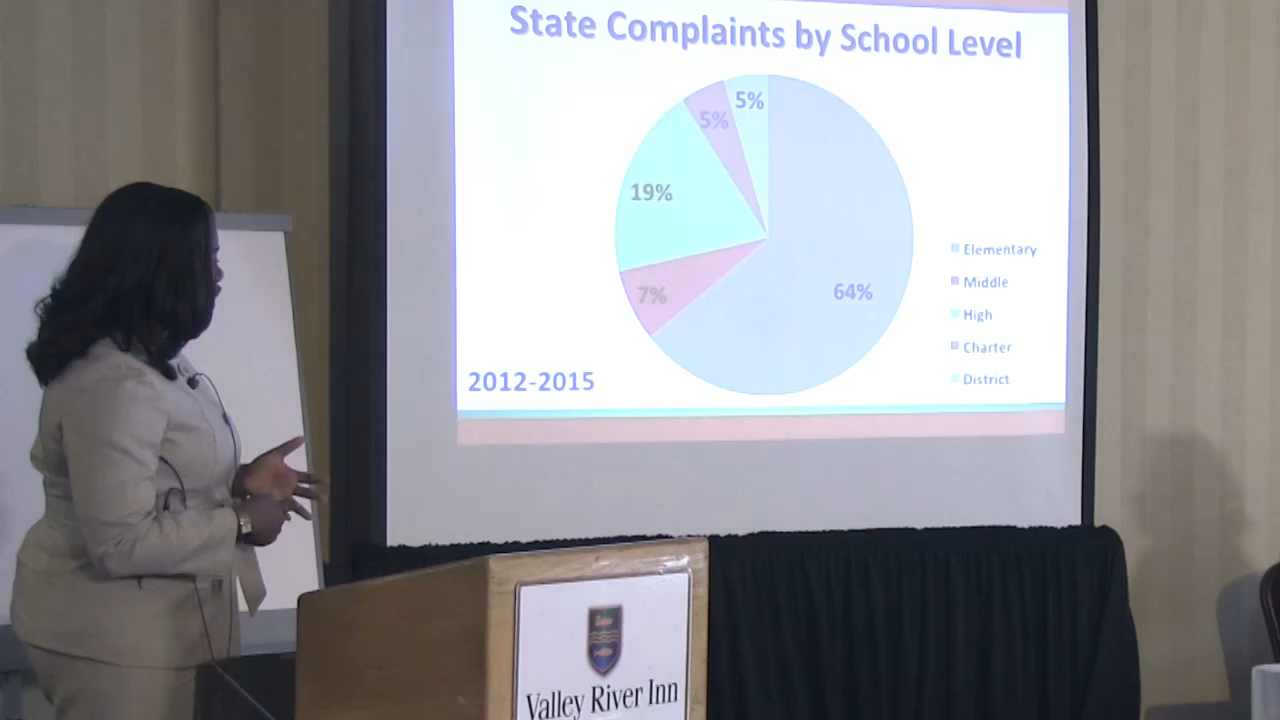 State Complaints by School Level
5%
5%
19%
7%
64%
Elementary
Middle
High
Charter
District
2012-2015
Valley River Inn